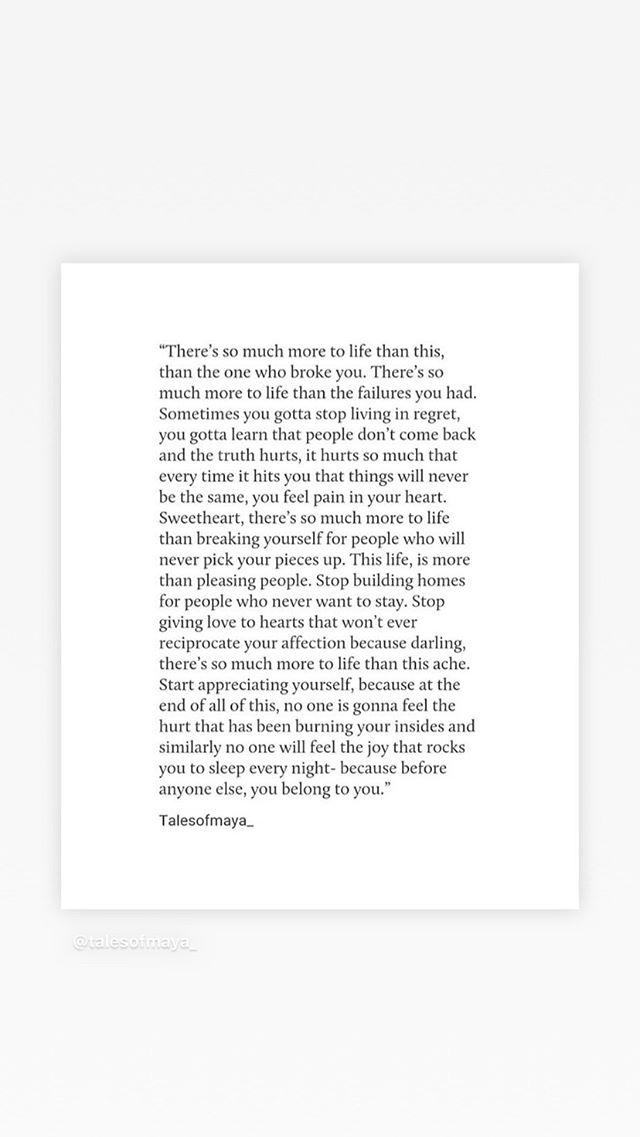 “There’s so much more to life than this,
than the one who broke you. There’s so
much more to life than the failures you had.
Sometimes you gotta stop living in regret,
you gotta learn that people don’t come back
and the truth hurts, it hurts so much that
every time it hits you that things will never
be the same, you feel pain in your heart.
Sweetheart, there’s so much more to life
than breaking yourself for people who will
never pick your pieces up. This life, is more
than pleasing people. Stop building homes
for people who never want to stay. Stop
giving love to hearts that won’t ever
reciprocate your affection because darling,
there’s so much more to life than this ache.
Start appreciating yourself, because at the
end of all of this, no one is gonna feel the
hurt that has been burning your insides and
similarly no one will feel the joy that rocks
you to sleep every night- because before
anyone else, you belong to you.”
Talesofmaya_
@talesofmaya_